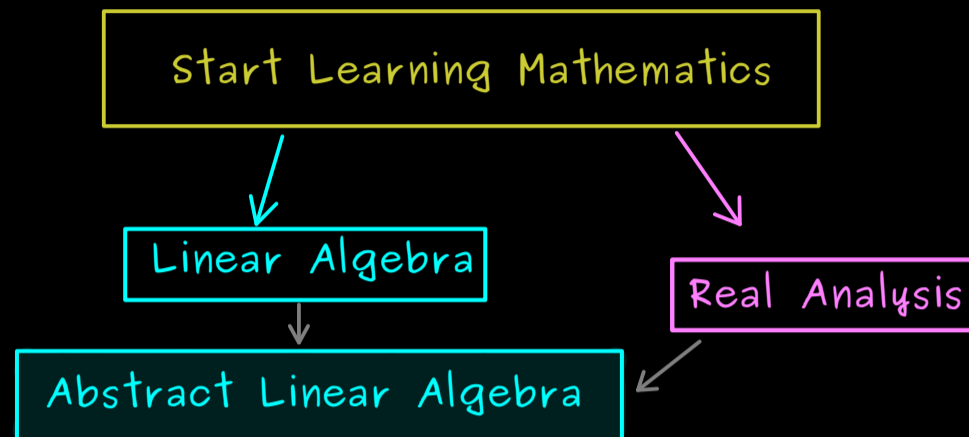 Start Learning Mathematics
Linear Algebra
Real Analysis
Abstract Linear Algebra